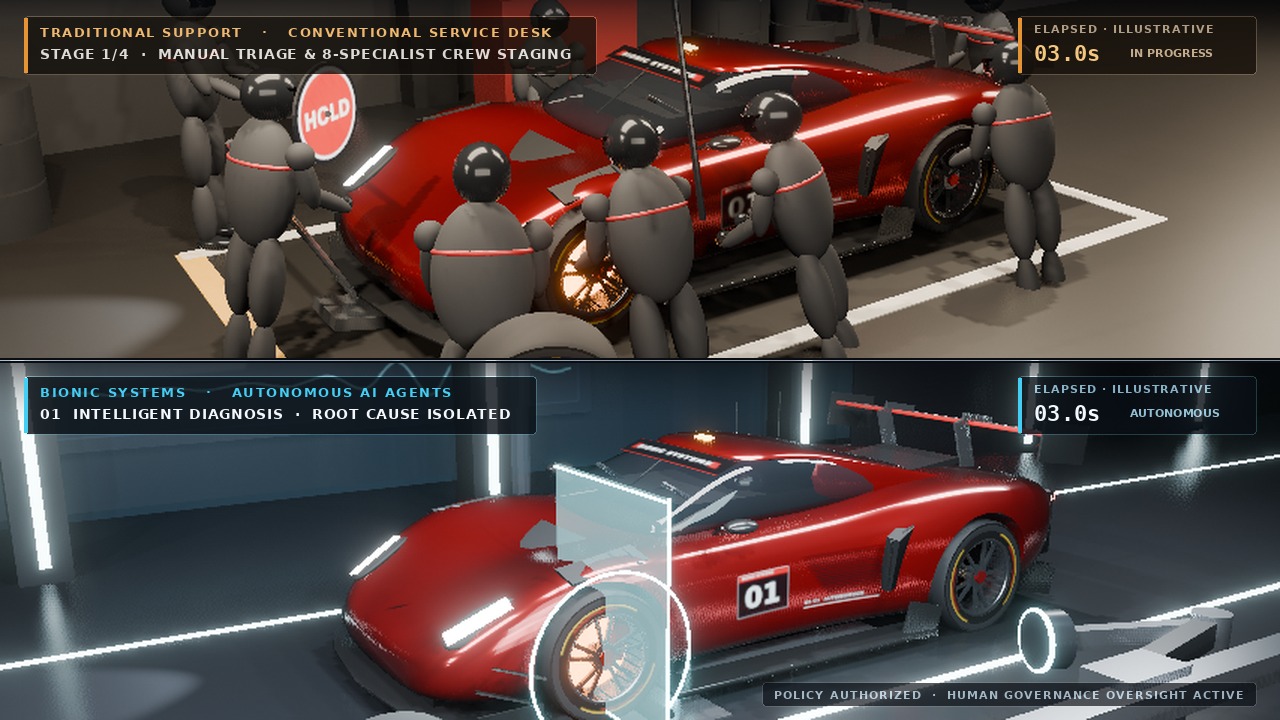 TRADITIONAL SUPPORT · CONVENTIONAL SERVICE DESK
STAGE 1/4 · MANUAL TRIAGE & 8-SPECIALIST CREW STAGING
ELAPSED · ILLUSTRATIVE
03.0s IN PROGRESS
HOLD
01
BIONIC SYSTEMS · AUTONOMOUS AI AGENTS
01 INTELLIGENT DIAGNOSIS · ROOT CAUSE ISOLATED
ELAPSED · ILLUSTRATIVE
03.0s AUTONOMOUS
01
POLICY AUTHORIZED · HUMAN GOVERNANCE OVERSIGHT ACTIVE